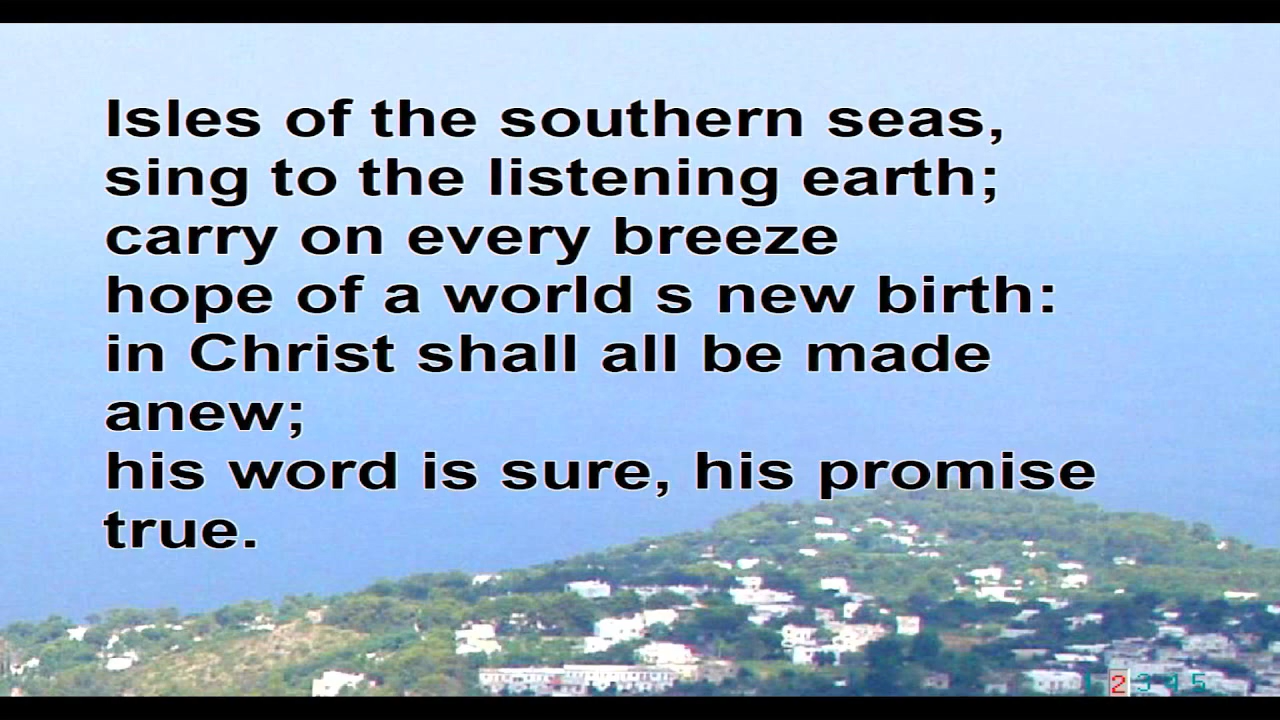 Isles of the southern seas,
sing to the listening earth;
carry on every breeze
hope of a world s new birth:
in Christ shall all be made
anew;
his word is sure, his promise
true.
1 2 3 4 5